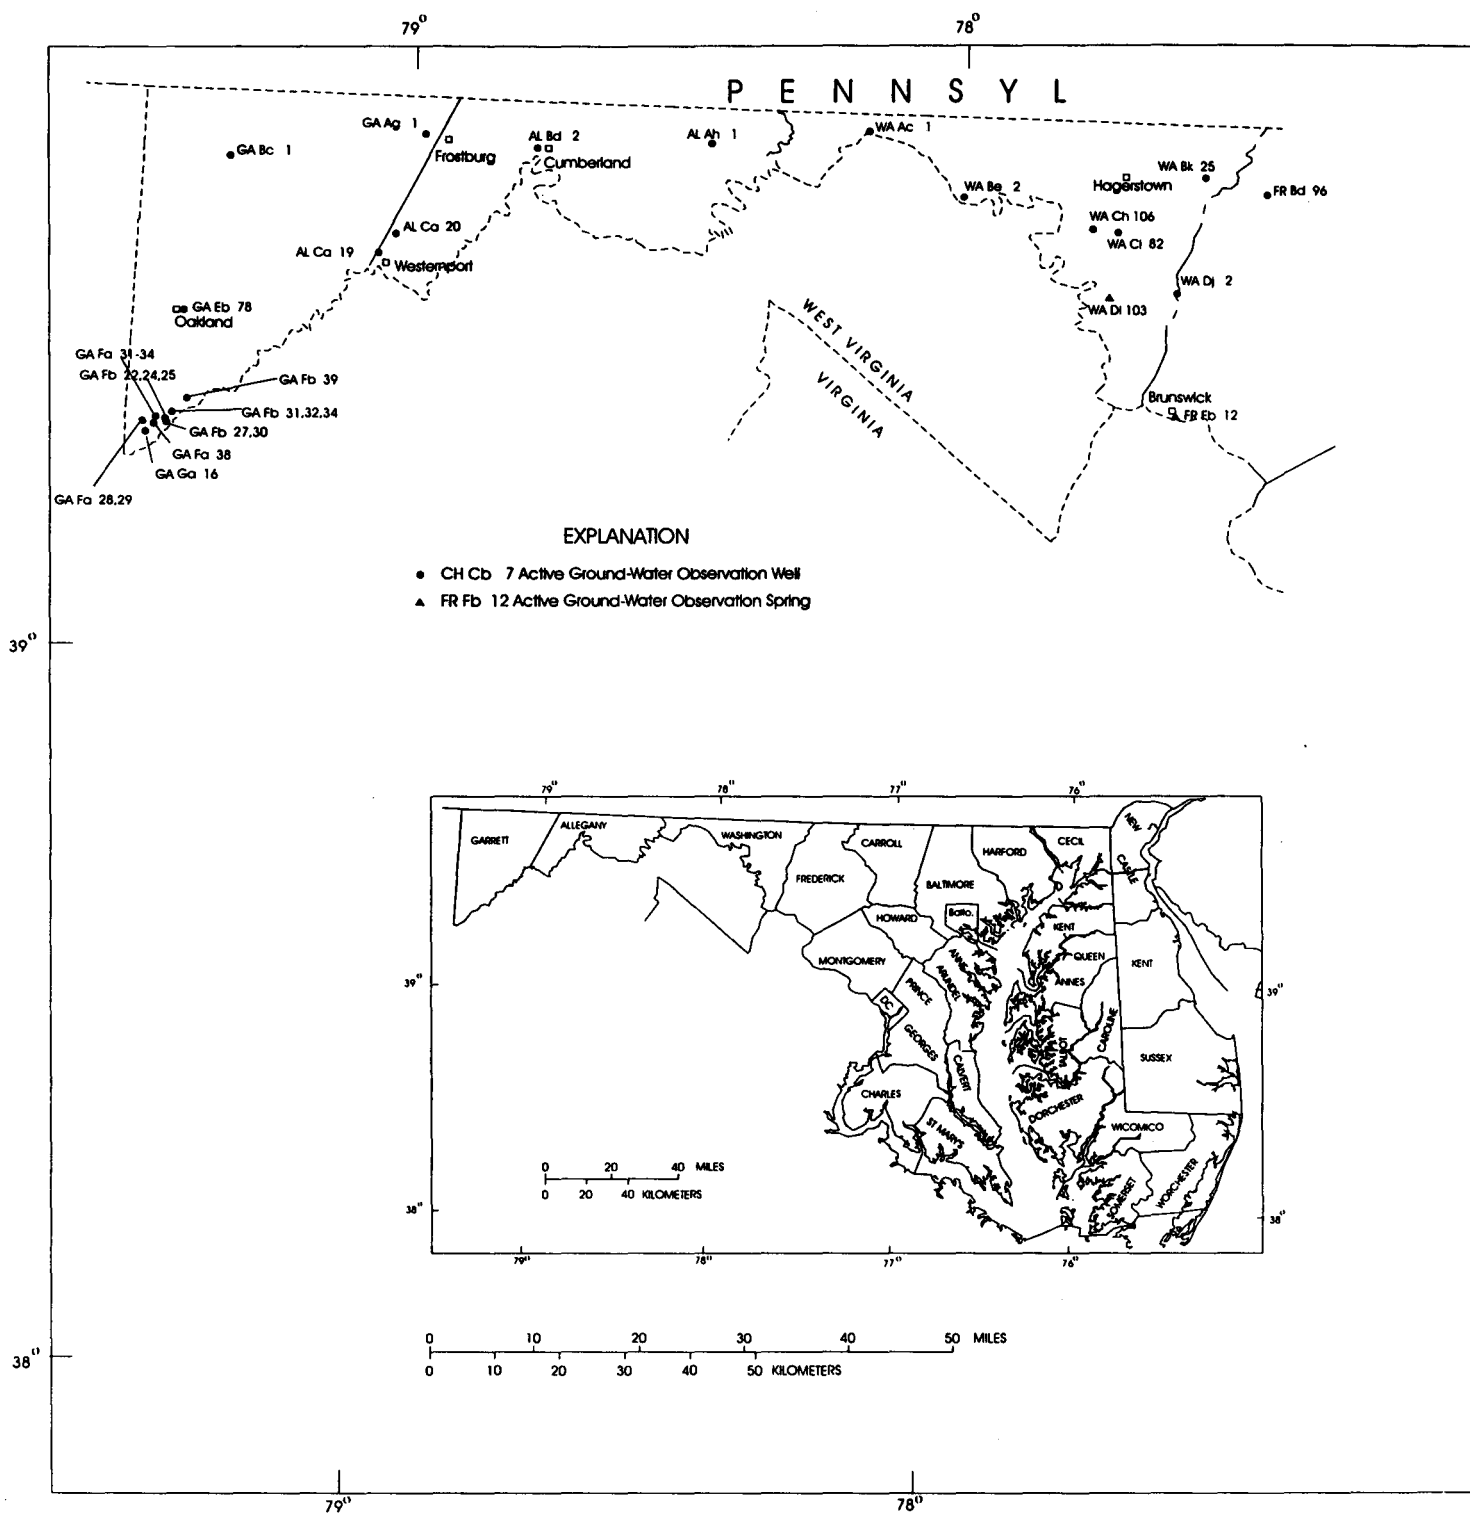 79°
78°
P E N N S Y L
GA Ag 1
Frostburg
GA Bc 1
AL Bd 2
Cumberland
AL Ah 1
WA Ac 1
WA Bk 25
Hagerstown
FR Bd 96
WA Be 2
WA Ch 106
WA Ci 82
AL Ca 20
AL Ca 19
Westernport
WA Dj 2
WA DI 103
GA Eb 78
Oakland
WEST VIRGINIA
VIRGINIA
GA Fa 31-34
GA Fb 22,24,25
GA Fb 39
GA Fb 31,32,34
GA Fb 27,30
GA Fa 38
GA Ga 16
GA Fa 28,29
Brunswick
FR Eb 12
EXPLANATION
CH Cb 7 Active Ground-Water Observation Well
FR Fb 12 Active Ground-Water Observation Spring
39°
79°
78°
77°
76°
GARRETT
ALLEGANY
WASHINGTON
CARROLL
HARFORD
CECIL
NEW
CASTLE
FREDERICK
BALTIMORE
Balto.
HOWARD
KENT
MONTGOMERY
ANNE
ARUNDEL
QUEEN
ANNES
KENT
39°
39°
PRINCE
GEORGES
DC
CALVERT
TALBOT
CAROLINE
SUSSEX
CHARLES
ST MARY'S
DORCHESTER
WICOMICO
SOMERSET
WORCHESTER
0 20 40 MILES
0 20 40 KILOMETERS
38°
38°
79°
78°
77°
76°
0 10 20 30 40 50 MILES
0 10 20 30 40 50 KILOMETERS
38°
79°
78°